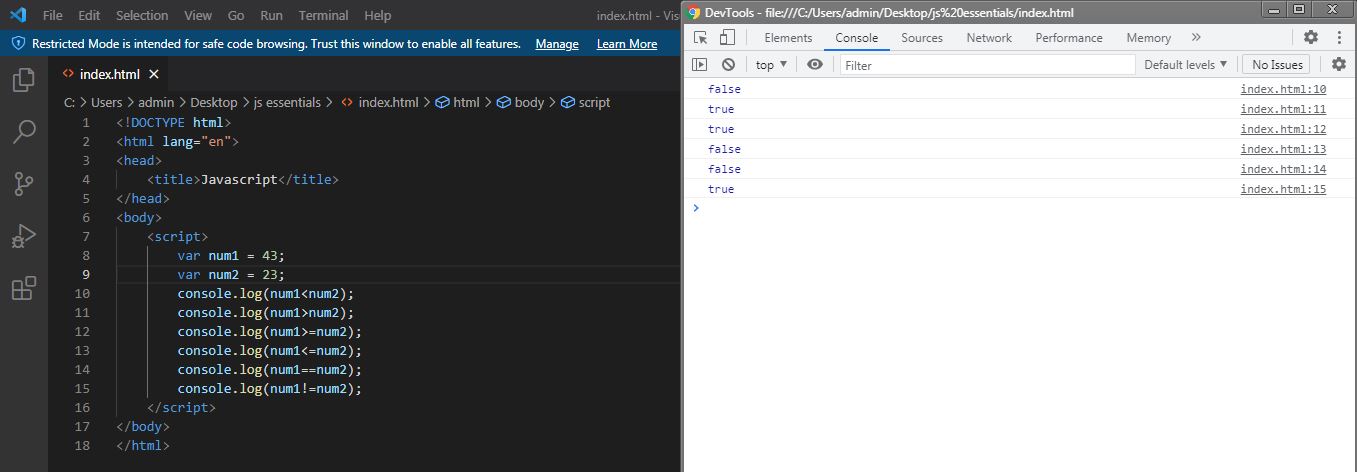 File Edit Selection View Go Run Terminal Help index.html - Vis
Restricted Mode is intended for safe code browsing. Trust this window to enable all features. Manage Learn More
index.html
C: > Users > admin > Desktop > js essentials > index.html > html > body > script
1 <!DOCTYPE html>
2 <html lang="en">
3 <head>
4 <title>Javascript</title>
5 </head>
6 <body>
7 <script>
8 var num1 = 43;
9 var num2 = 23;
10 console.log(num1<num2);
11 console.log(num1>num2);
12 console.log(num1>=num2);
13 console.log(num1<=num2);
14 console.log(num1==num2);
15 console.log(num1!=num2);
16 </script>
17 </body>
18 </html>
DevTools - file:///C:/Users/admin/Desktop/js%20essentials/index.html
Elements Console Sources Network Performance Memory »
top ▼ Filter Default levels ▼ No Issues
false index.html:10
true index.html:11
true index.html:12
false index.html:13
false index.html:14
true index.html:15
>